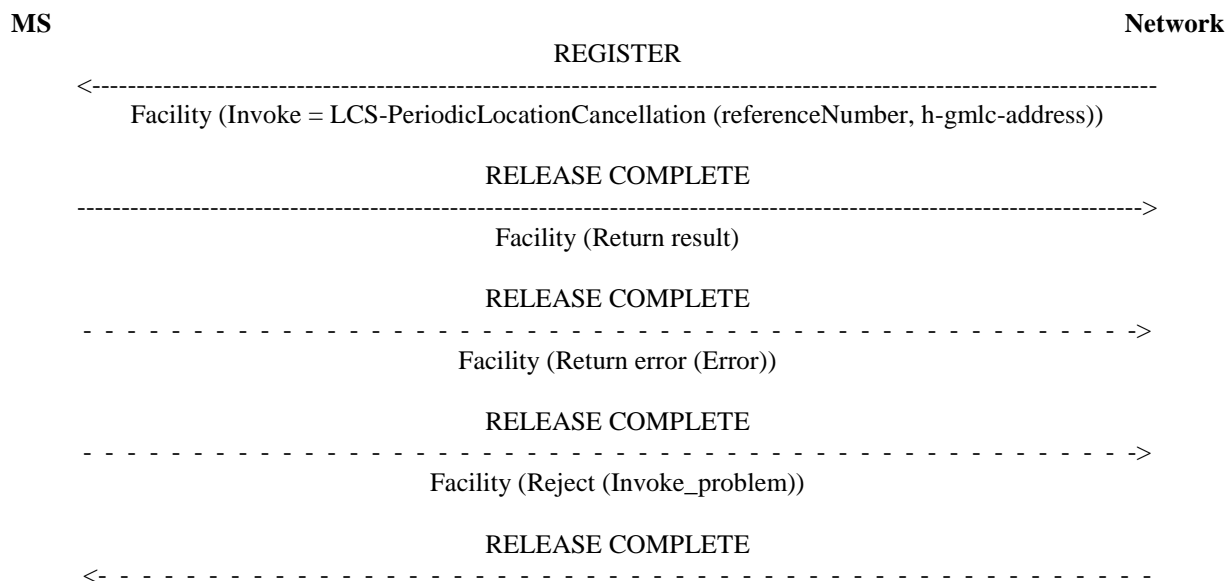 MS Network
REGISTER
<------------------------------------------------------------------------------------------------------------------------
Facility (Invoke = LCS-PeriodicLocationCancellation (referenceNumber, h-gmlc-address))
RELEASE COMPLETE
------------------------------------------------------------------------------------------------------------------------>
Facility (Return result)
RELEASE COMPLETE
- - - - - - - - - - - - - - - - - - - - - - - - - - - - - - - - - - - - - - - - - - - - - - - ->
Facility (Return error (Error))
RELEASE COMPLETE
- - - - - - - - - - - - - - - - - - - - - - - - - - - - - - - - - - - - - - - - - - - - - - - ->
Facility (Reject (Invoke_problem))
RELEASE COMPLETE
<- - - - - - - - - - - - - - - - - - - - - - - - - - - - - - - - - - - - - - - - - - - - - - - -